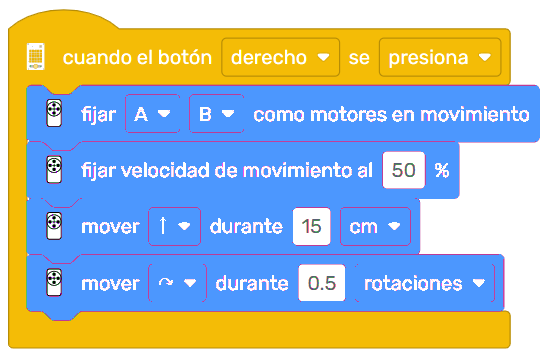 cuando el botón derecho se presiona
fijar A B como motores en movimiento
fijar velocidad de movimiento al 50 %
mover ↑ durante 15 cm
mover ↷ durante 0.5 rotaciones